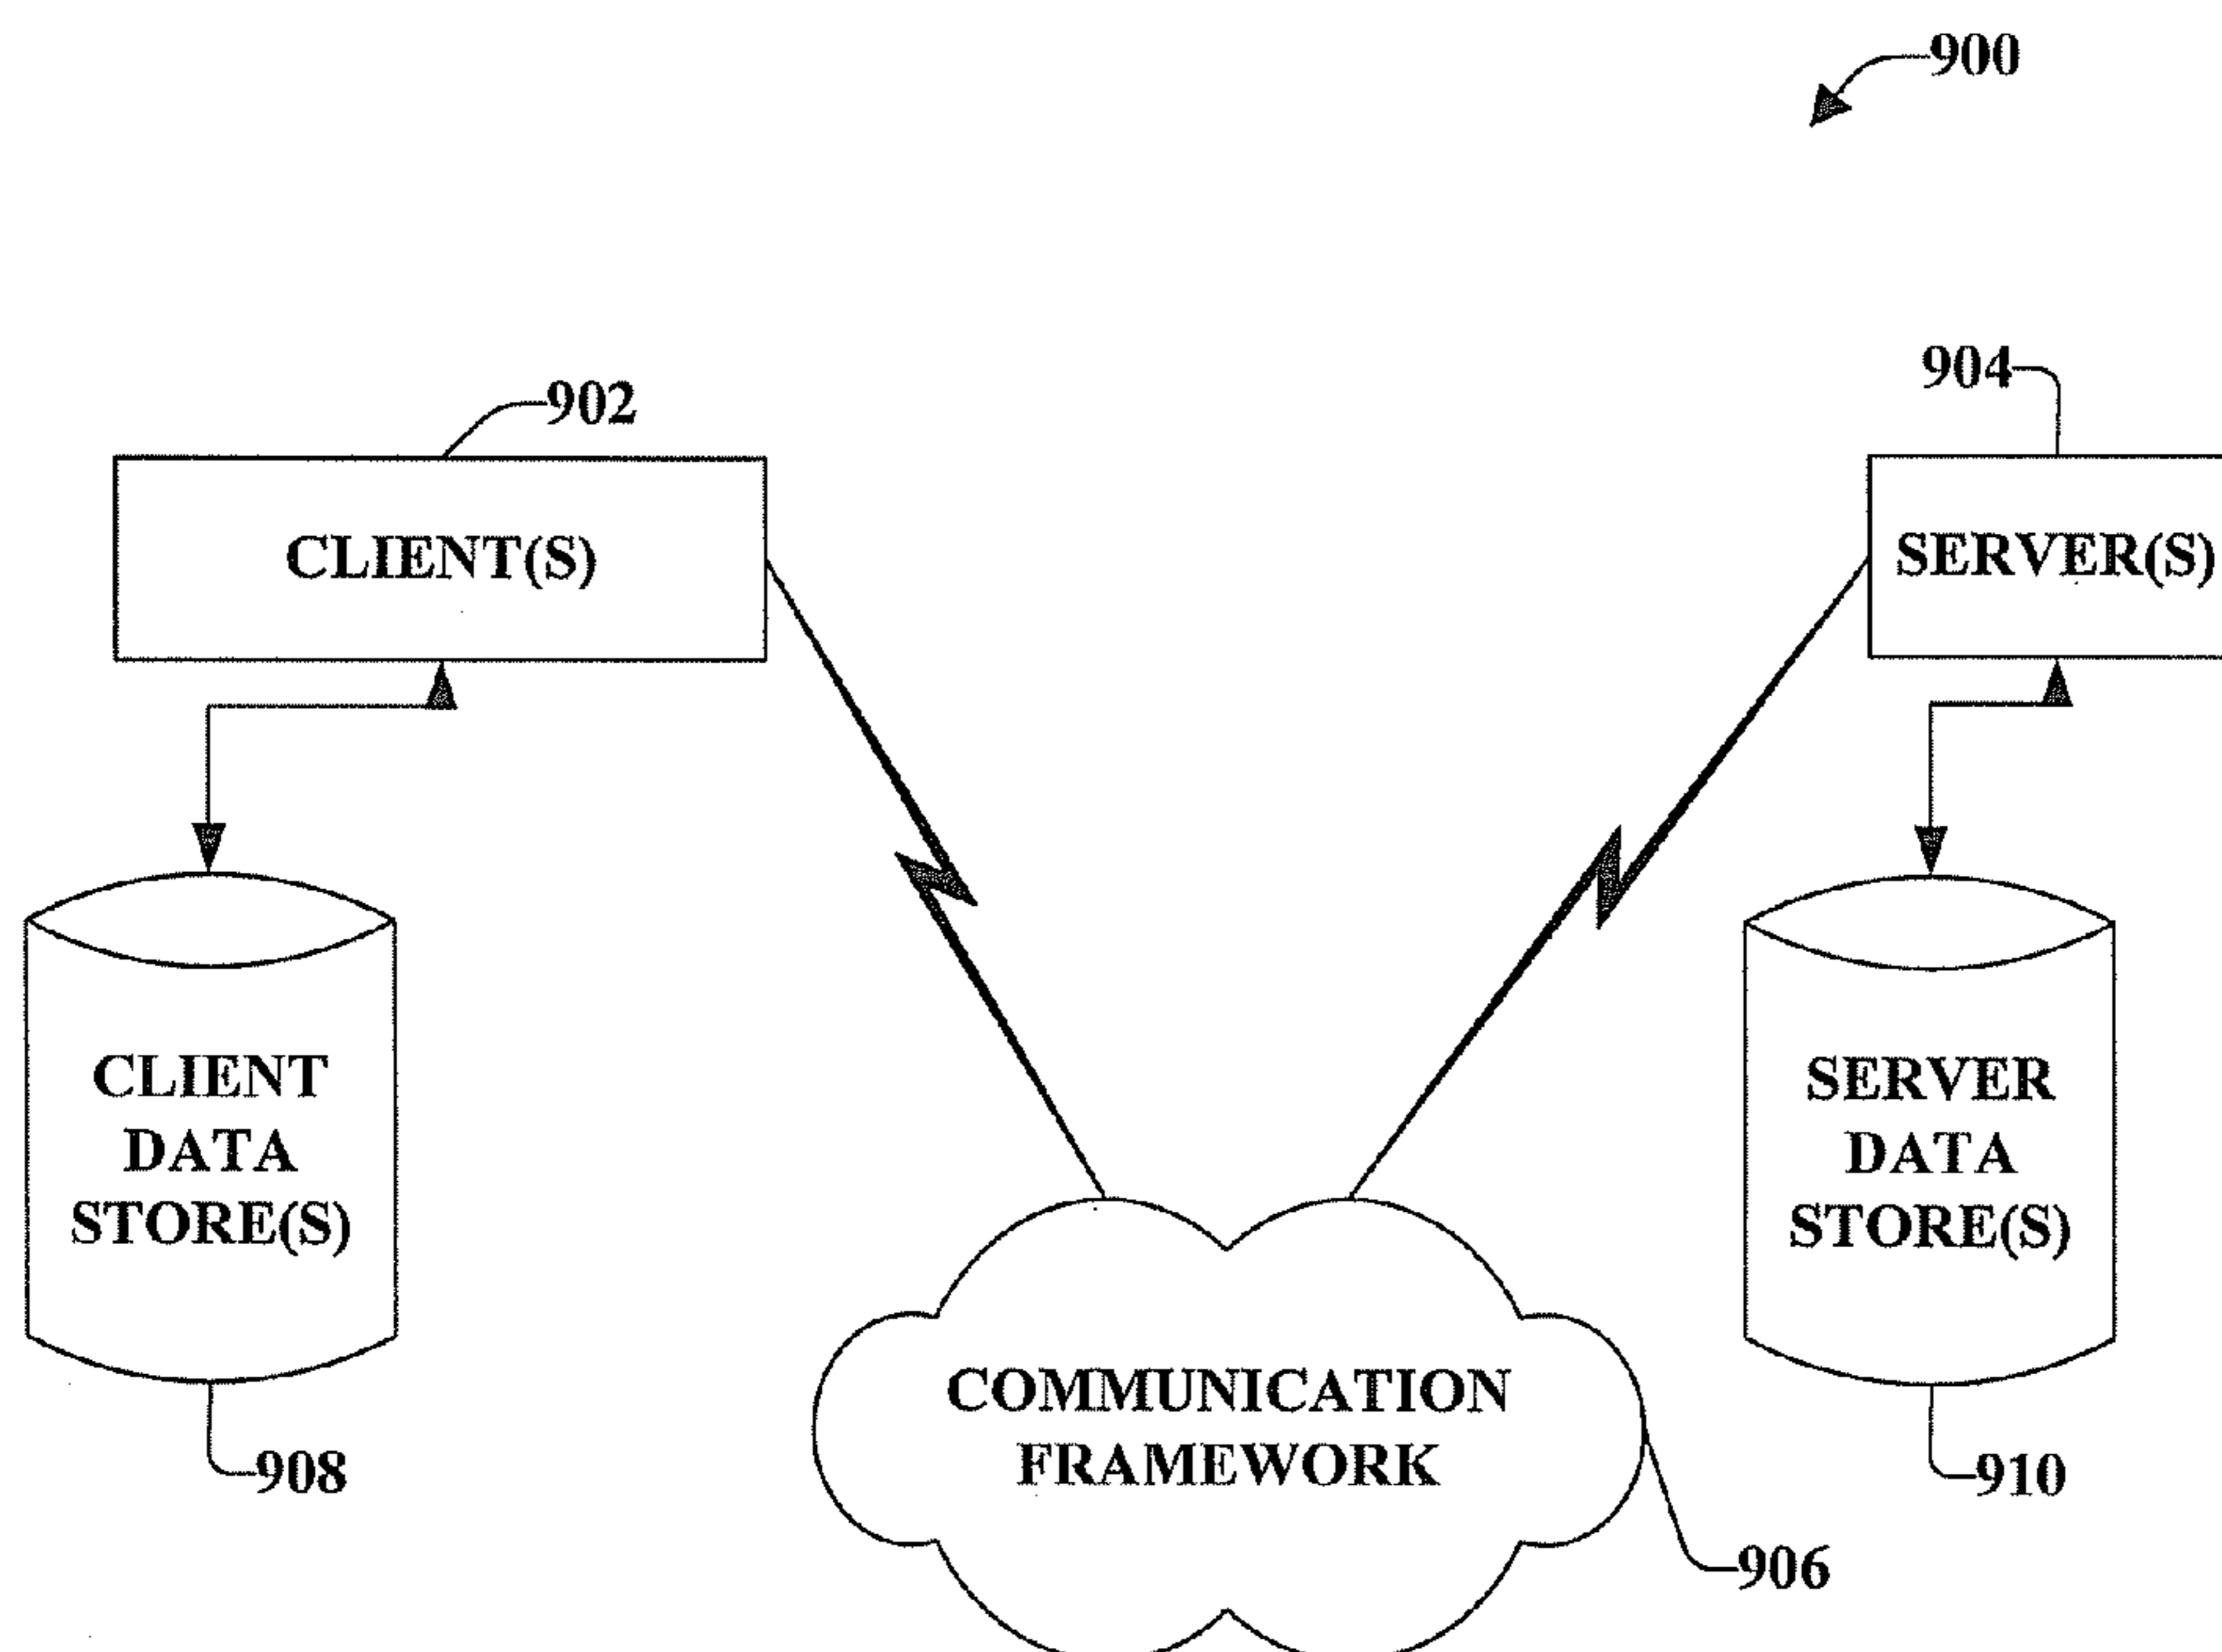 900
902
904
CLIENT(S)
SERVER(S)
CLIENT
DATA
STORE(S)
SERVER
DATA
STORE(S)
COMMUNICATION
FRAMEWORK
908
910
906